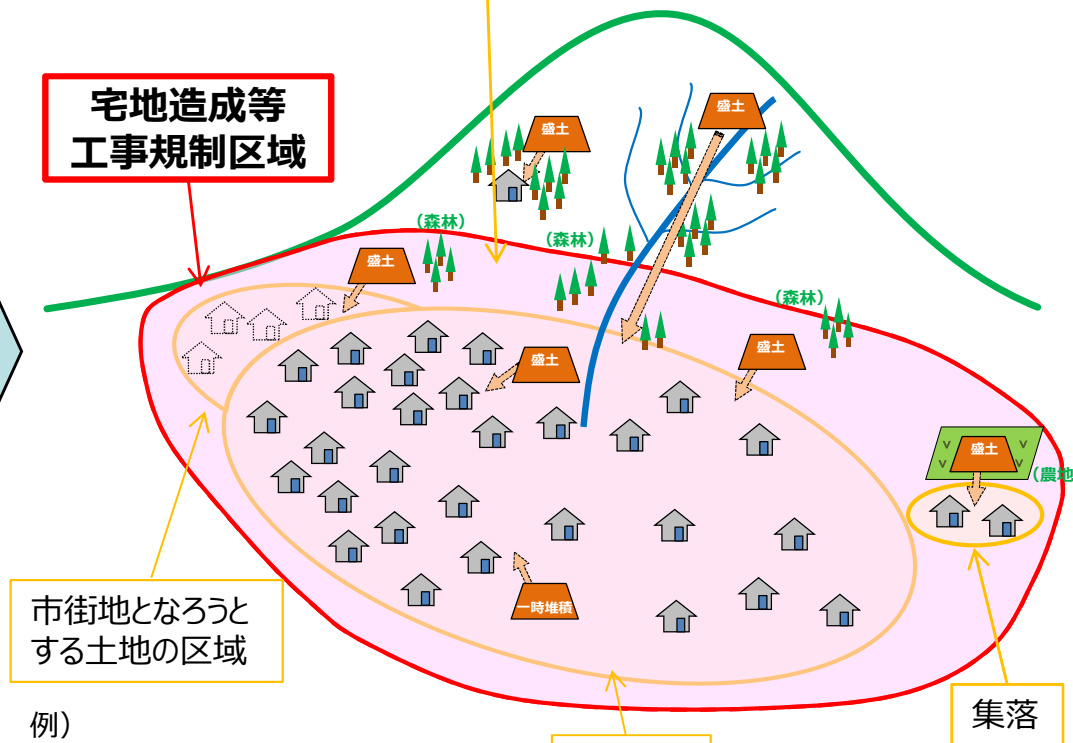 宅地造成等
工事規制区域
盛土
盛土
(森林)
(森林)
盛土
(森林)
盛土
盛土
盛土
(農地
一時堆積
市街地となろうと
する土地の区域
集落
例）